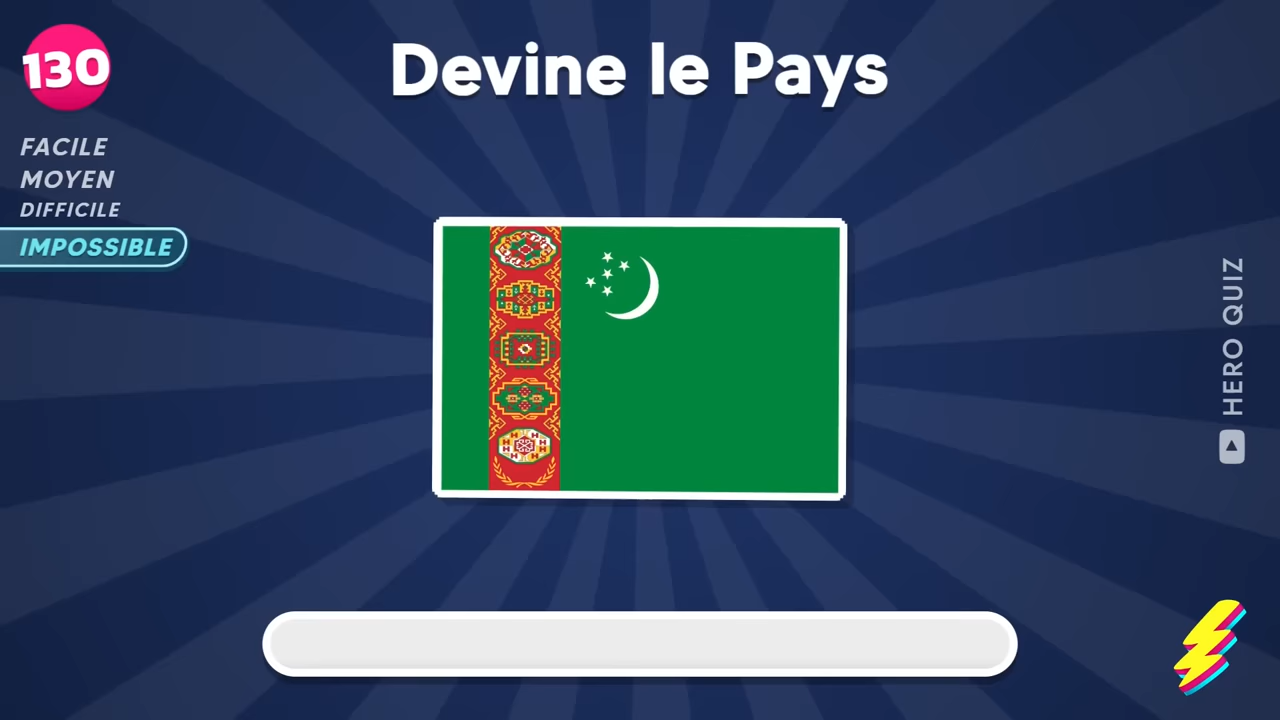 130
Devine le Pays
FACILE
MOYEN
DIFFICILE
IMPOSSIBLE
HERO QUIZ